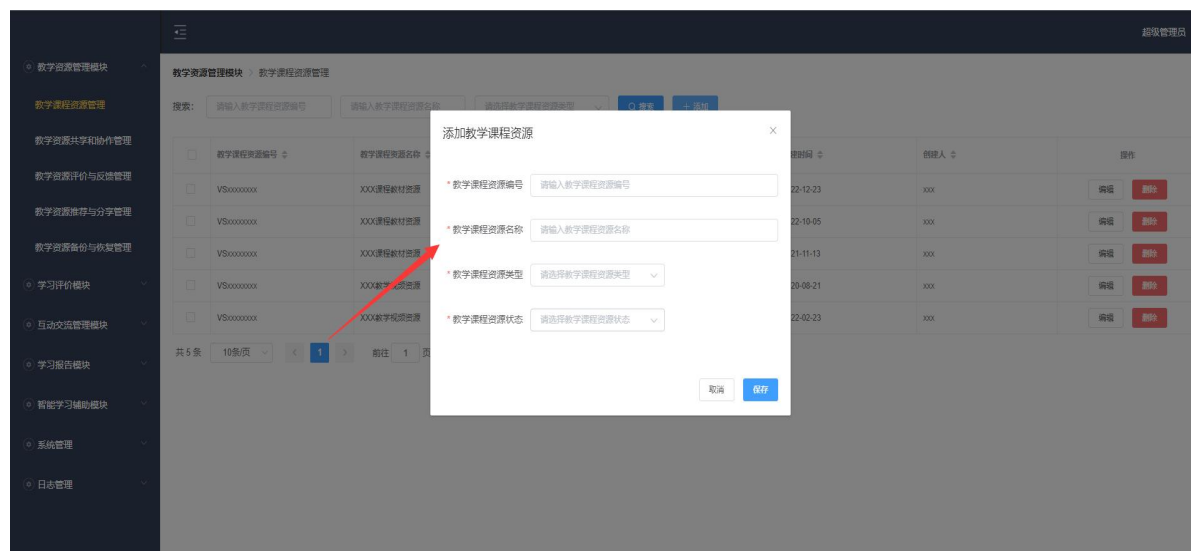 超级管理员
教学资源管理模块
教学课程资源管理
教学资源共享和协作管理
教学资源评价与反馈管理
教学资源推荐与分享管理
教学资源备份与恢复管理
学习评价模块
互动交流管理模块
学习报告模块
智能学习辅助模块
系统管理
日志管理
教学资源管理模块 > 教学课程资源管理
搜索: 请输入教学课程资源编号 请输入教学课程资源名称 请选择教学课程资源类型 搜索 + 添加
教学课程资源编号 教学课程资源名称 建时间 创建人 操作
VSxxxxxxxx XXX课程教材资源 22-12-23 xxx 编辑 删除
VSxxxxxxxx XXX课程教材资源 22-10-05 xxx 编辑 删除
VSxxxxxxxx XXX课程教材资源 21-11-13 xxx 编辑 删除
VSxxxxxxxx XXX教学视频资源 20-08-21 xxx 编辑 删除
VSxxxxxxxx XXX教学视频资源 22-02-23 xxx 编辑 删除
共 5 条 10条/页 < 1 > 前往 1 页
添加教学课程资源 ×
* 教学课程资源编号 请输入教学课程资源编号
* 教学课程资源名称 请输入教学课程资源名称
* 教学课程资源类型 请选择教学课程资源类型
* 教学课程资源状态 请选择教学课程资源状态
取消 保存